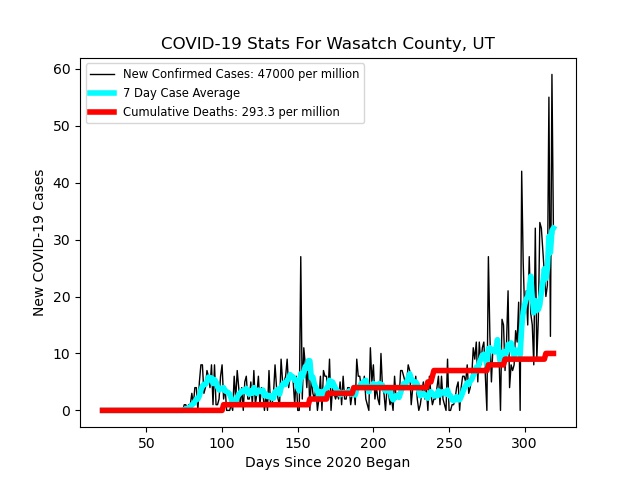 COVID-19 Stats For Wasatch County, UT
New Confirmed Cases: 47000 per million
7 Day Case Average
Cumulative Deaths: 293.3 per million
New COVID-19 Cases
60
50
40
30
20
10
0
50 100 150 200 250 300
Days Since 2020 Began